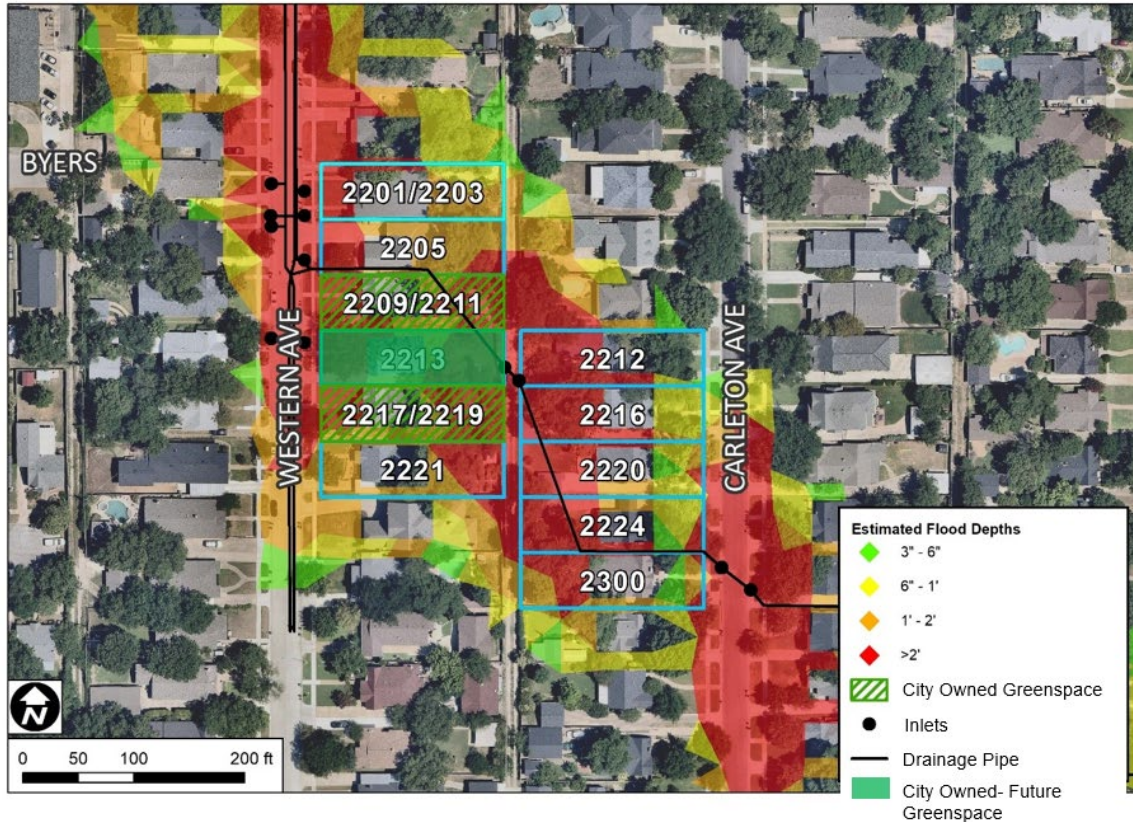 BYERS
2201/2203
2205
2209/2211
2213
2217/2219
2221
WESTERN AVE
2212
2216
2220
2224
2300
CARLETON AVE
N
0 50 100 200 ft
Estimated Flood Depths
3" - 6"
6" - 1'
1' - 2'
>2'
City Owned Greenspace
Inlets
Drainage Pipe
City Owned- Future
Greenspace